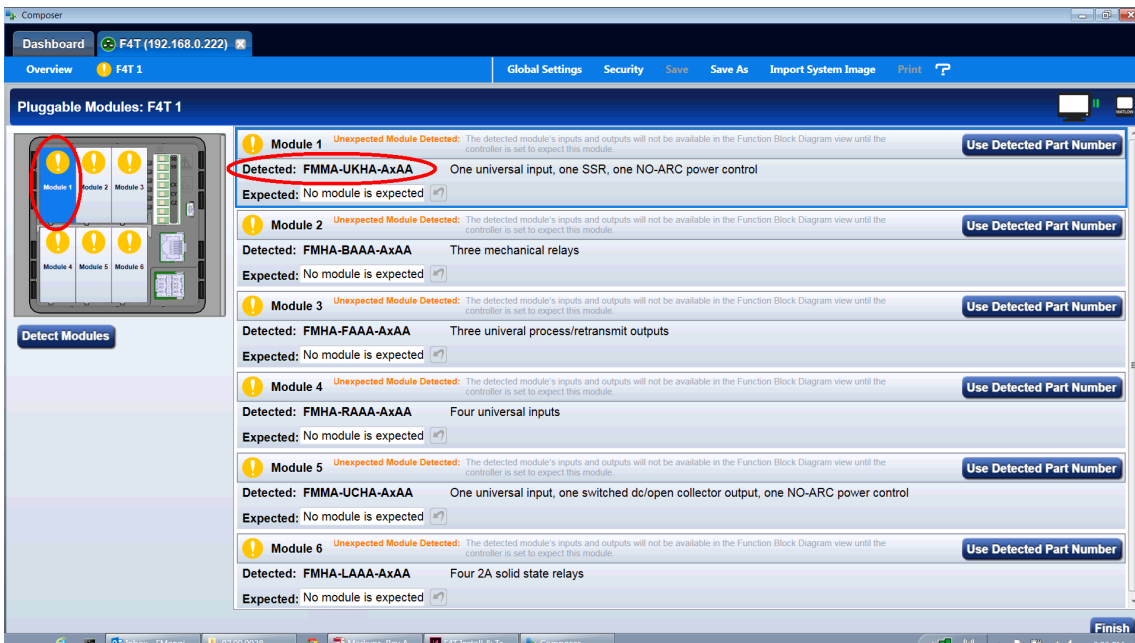 Composer
Dashboard F4T (192.168.0.222)
Overview F4T 1 Global Settings Security Save Save As Import System Image Print
Pluggable Modules: F4T 1
WATLOW
Module 1 Module 2 Module 3
Module 4 Module 5 Module 6
Detect Modules
Module 1 Unexpected Module Detected: The detected module's inputs and outputs will not be available in the Function Block Diagram view until the
controller is set to expect this module.
Use Detected Part Number
Detected: FMMA-UKHA-AxAA One universal input, one SSR, one NO-ARC power control
Expected: No module is expected
Module 2 Unexpected Module Detected: The detected module's inputs and outputs will not be available in the Function Block Diagram view until the
controller is set to expect this module.
Use Detected Part Number
Detected: FMHA-BAAA-AxAA Three mechanical relays
Expected: No module is expected
Module 3 Unexpected Module Detected: The detected module's inputs and outputs will not be available in the Function Block Diagram view until the
controller is set to expect this module.
Use Detected Part Number
Detected: FMHA-FAAA-AxAA Three univeral process/retransmit outputs
Expected: No module is expected
Module 4 Unexpected Module Detected: The detected module's inputs and outputs will not be available in the Function Block Diagram view until the
controller is set to expect this module.
Use Detected Part Number
Detected: FMHA-RAAA-AxAA Four universal inputs
Expected: No module is expected
Module 5 Unexpected Module Detected: The detected module's inputs and outputs will not be available in the Function Block Diagram view until the
controller is set to expect this module.
Use Detected Part Number
Detected: FMMA-UCHA-AxAA One universal input, one switched dc/open collector output, one NO-ARC power control
Expected: No module is expected
Module 6 Unexpected Module Detected: The detected module's inputs and outputs will not be available in the Function Block Diagram view until the
controller is set to expect this module.
Use Detected Part Number
Detected: FMHA-LAAA-AxAA Four 2A solid state relays
Expected: No module is expected
Finish